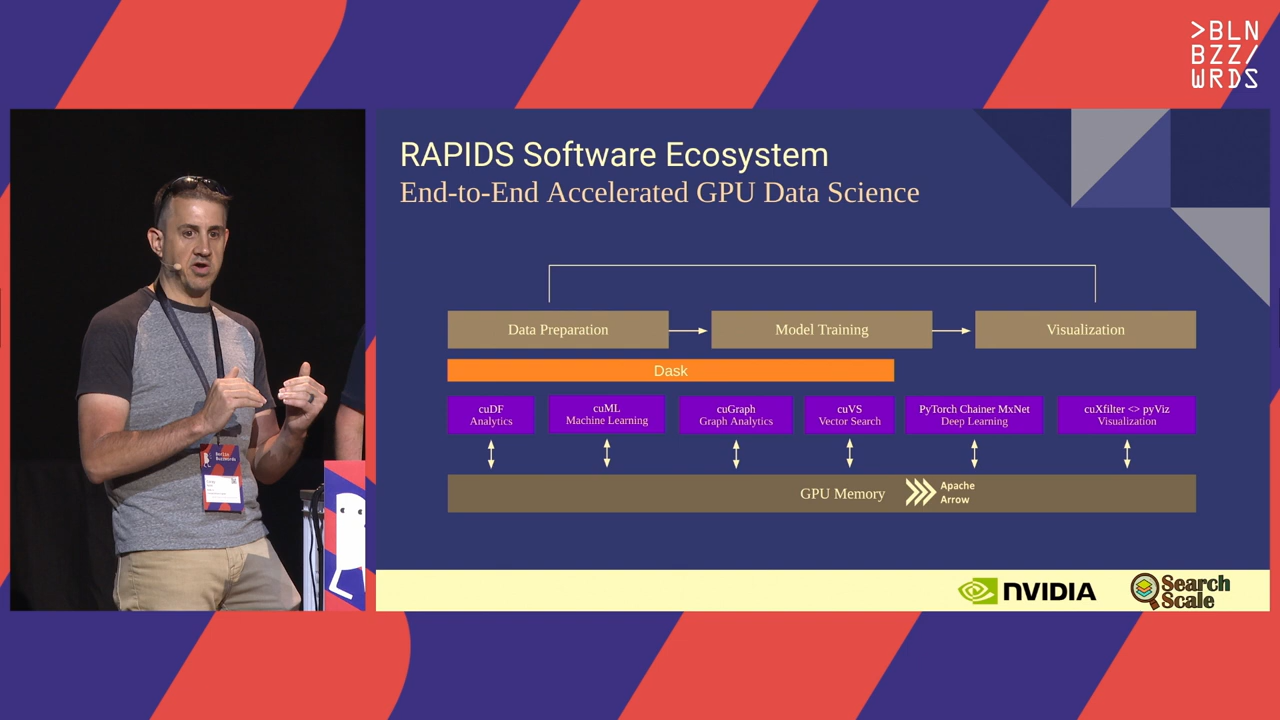 >BLN
BZZ/
WRDS
RAPIDS Software Ecosystem
End-to-End Accelerated GPU Data Science
Data Preparation
Model Training
Visualization
Dask
cuDF
Analytics
cuML
Machine Learning
cuGraph
Graph Analytics
cuVS
Vector Search
PyTorch Chainer MxNet
Deep Learning
cuXfilter <> pyViz
Visualization
GPU Memory
Apache
Arrow
NVIDIA
Search
Scale
Berlin
Buzzwords